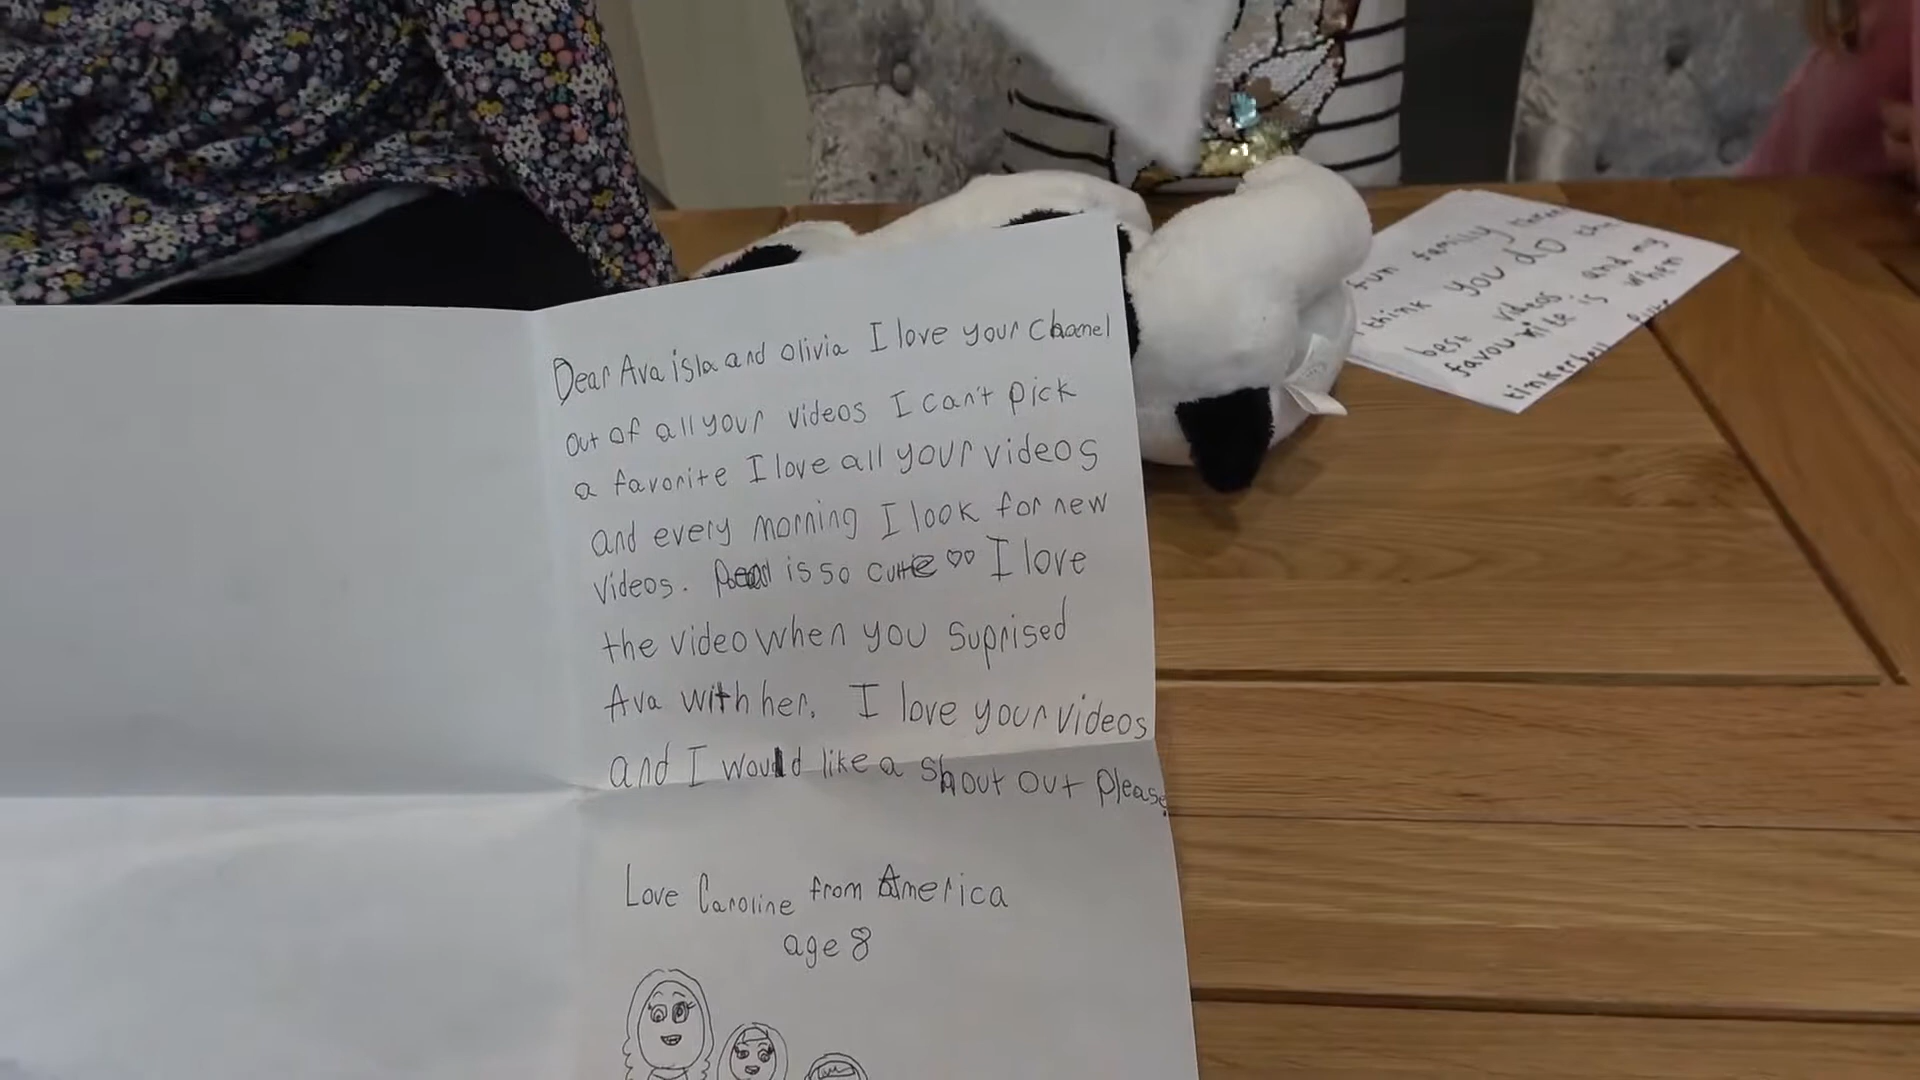 Dear Ava isla and olivia I love your Chanel
out of all your videos I can't pick
a favorite I love all your videos
and every morning I look for new
videos. is so cute ♡♡ I love
the video when you suprised
Ava with her. I love your videos
and I would like a shout out please
Love Caroline from America
age 8
fun family
think you do the
best videos. and my
favourite is when
tinkerbell